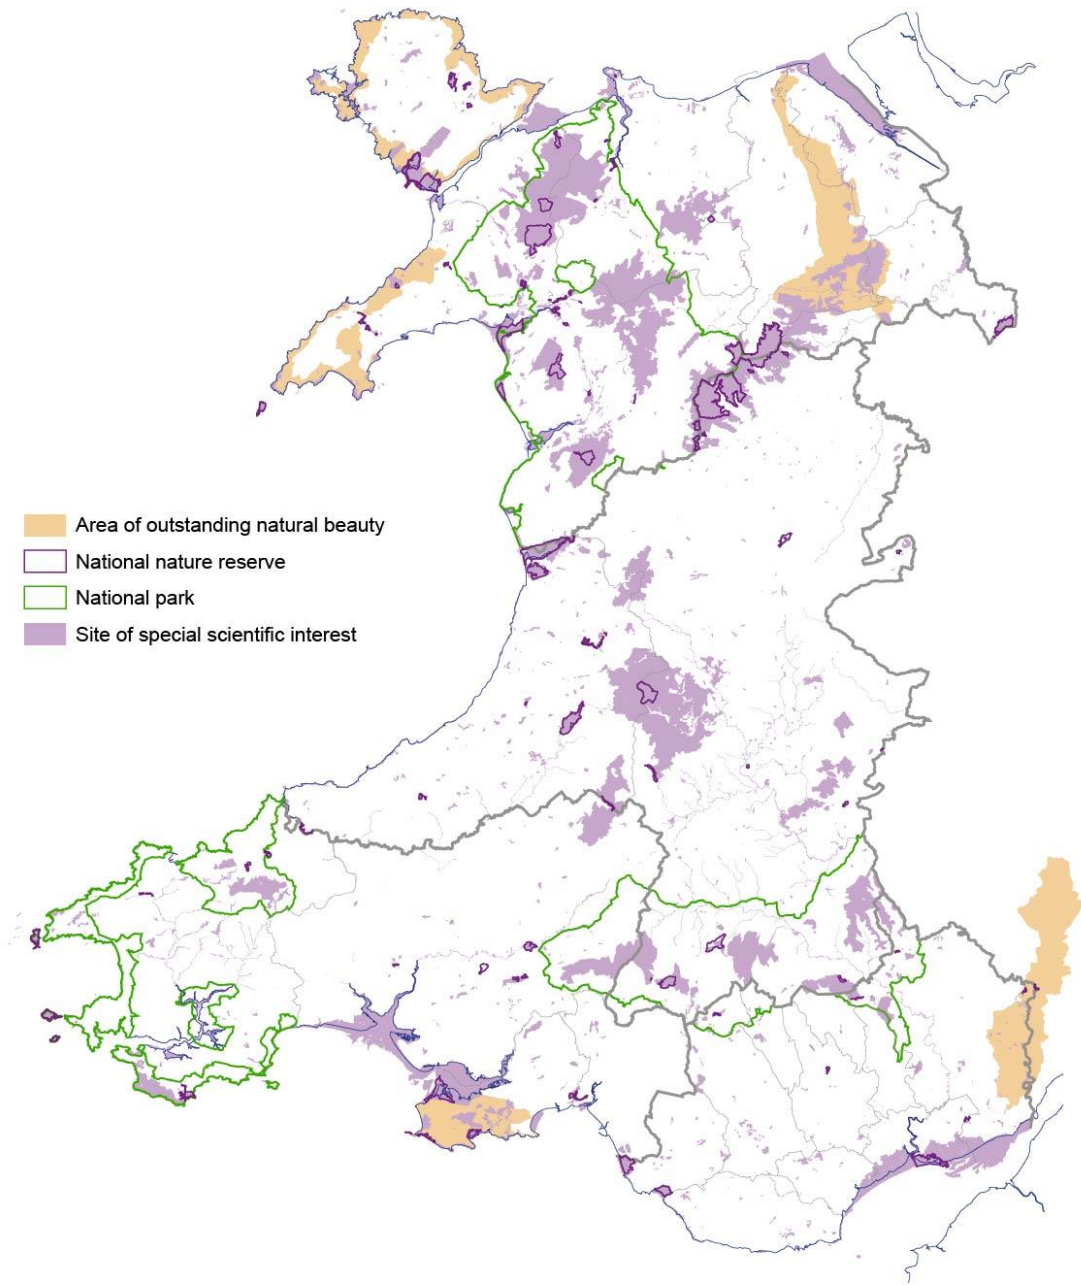 Area of outstanding natural beauty
National nature reserve
National park
Site of special scientific interest